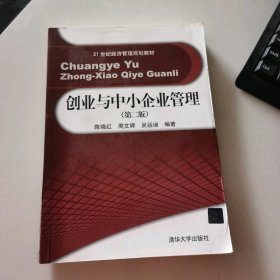 21世纪经济管理规划教材
Chuangye Yu
Zhong-Xiao Qiye Guanli
创业与中小企业管理
(第二版)
陈晓红 周文辉 吴运迪 编著
清华大学出版社